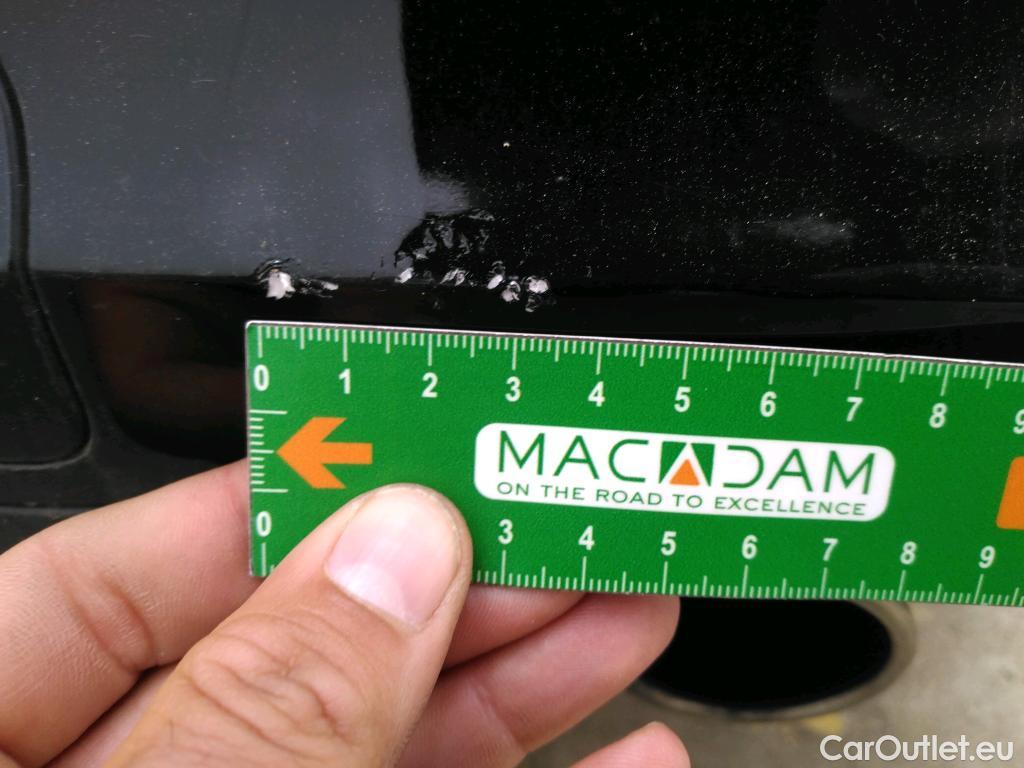 0 1 2 3 4 5 6 7 8 9
MACADAM
ON THE ROAD TO EXCELLENCE
0 3 4 5 6 7 8 9
CarOutlet.eu